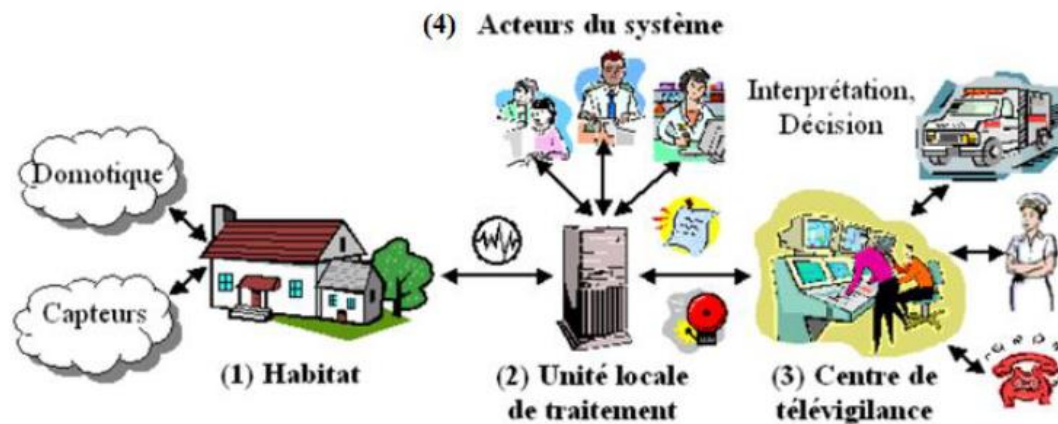 (4) Acteurs du système
Interprétation,
Décision
Domotique
Capteurs
(1) Habitat
(2) Unité locale
de traitement
(3) Centre de
télévigilance